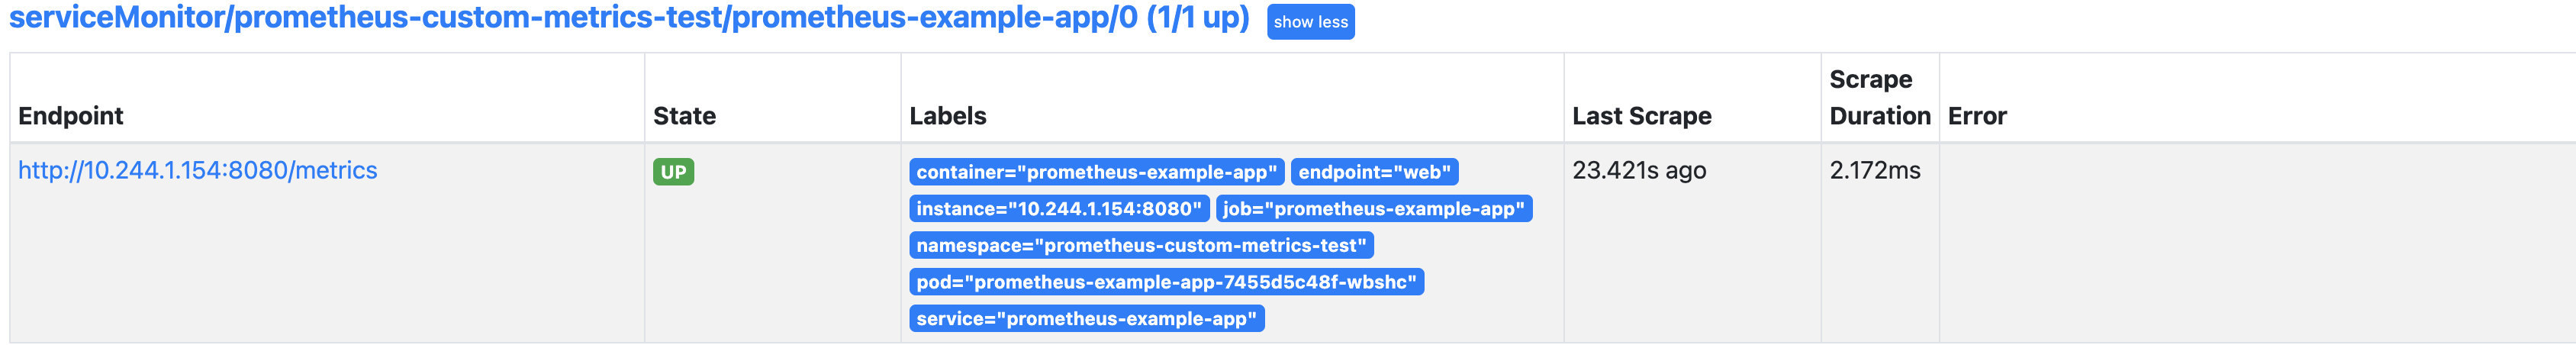 serviceMonitor/prometheus-custom-metrics-test/prometheus-example-app/0 (1/1 up) show less
Endpoint State Labels Last Scrape Scrape Duration Error
http://10.244.1.154:8080/metrics UP container="prometheus-example-app" endpoint="web" 23.421s ago 2.172ms
instance="10.244.1.154:8080" job="prometheus-example-app"
namespace="prometheus-custom-metrics-test"
pod="prometheus-example-app-7455d5c48f-wbshc"
service="prometheus-example-app"